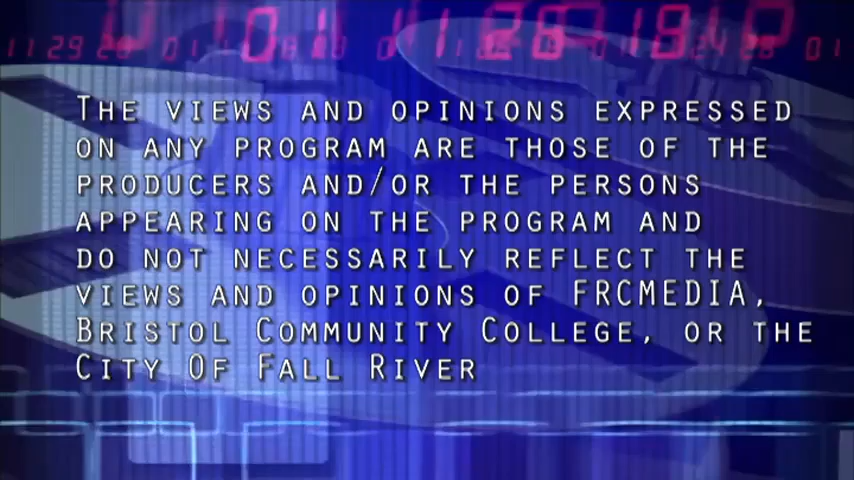 The views and opinions expressed
on any program are those of the
producers and/or the persons
appearing on the program and
do not necessarily reflect the
views and opinions of FRCMEDIA,
Bristol Community College, or the
City Of Fall River